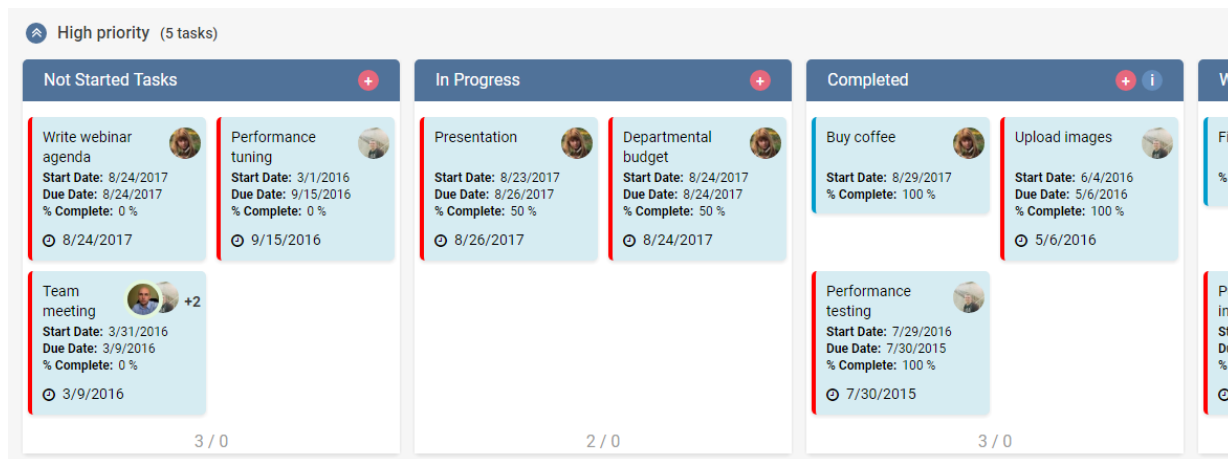 High priority (5 tasks)
Not Started Tasks
Write webinar
agenda
Start Date: 8/24/2017
Due Date: 8/24/2017
% Complete: 0 %
8/24/2017
Performance
tuning
Start Date: 3/1/2016
Due Date: 9/15/2016
% Complete: 0 %
9/15/2016
Team
meeting
+2
Start Date: 3/31/2016
Due Date: 3/9/2016
% Complete: 0 %
3/9/2016
3 / 0
In Progress
Presentation
Start Date: 8/23/2017
Due Date: 8/26/2017
% Complete: 50 %
8/26/2017
Departmental
budget
Start Date: 8/24/2017
Due Date: 8/24/2017
% Complete: 50 %
8/24/2017
2 / 0
Completed
Buy coffee
Start Date: 8/29/2017
% Complete: 100 %
Upload images
Start Date: 6/4/2016
Due Date: 5/6/2016
% Complete: 100 %
5/6/2016
Performance
testing
Start Date: 7/29/2016
Due Date: 7/30/2015
% Complete: 100 %
7/30/2015
3 / 0